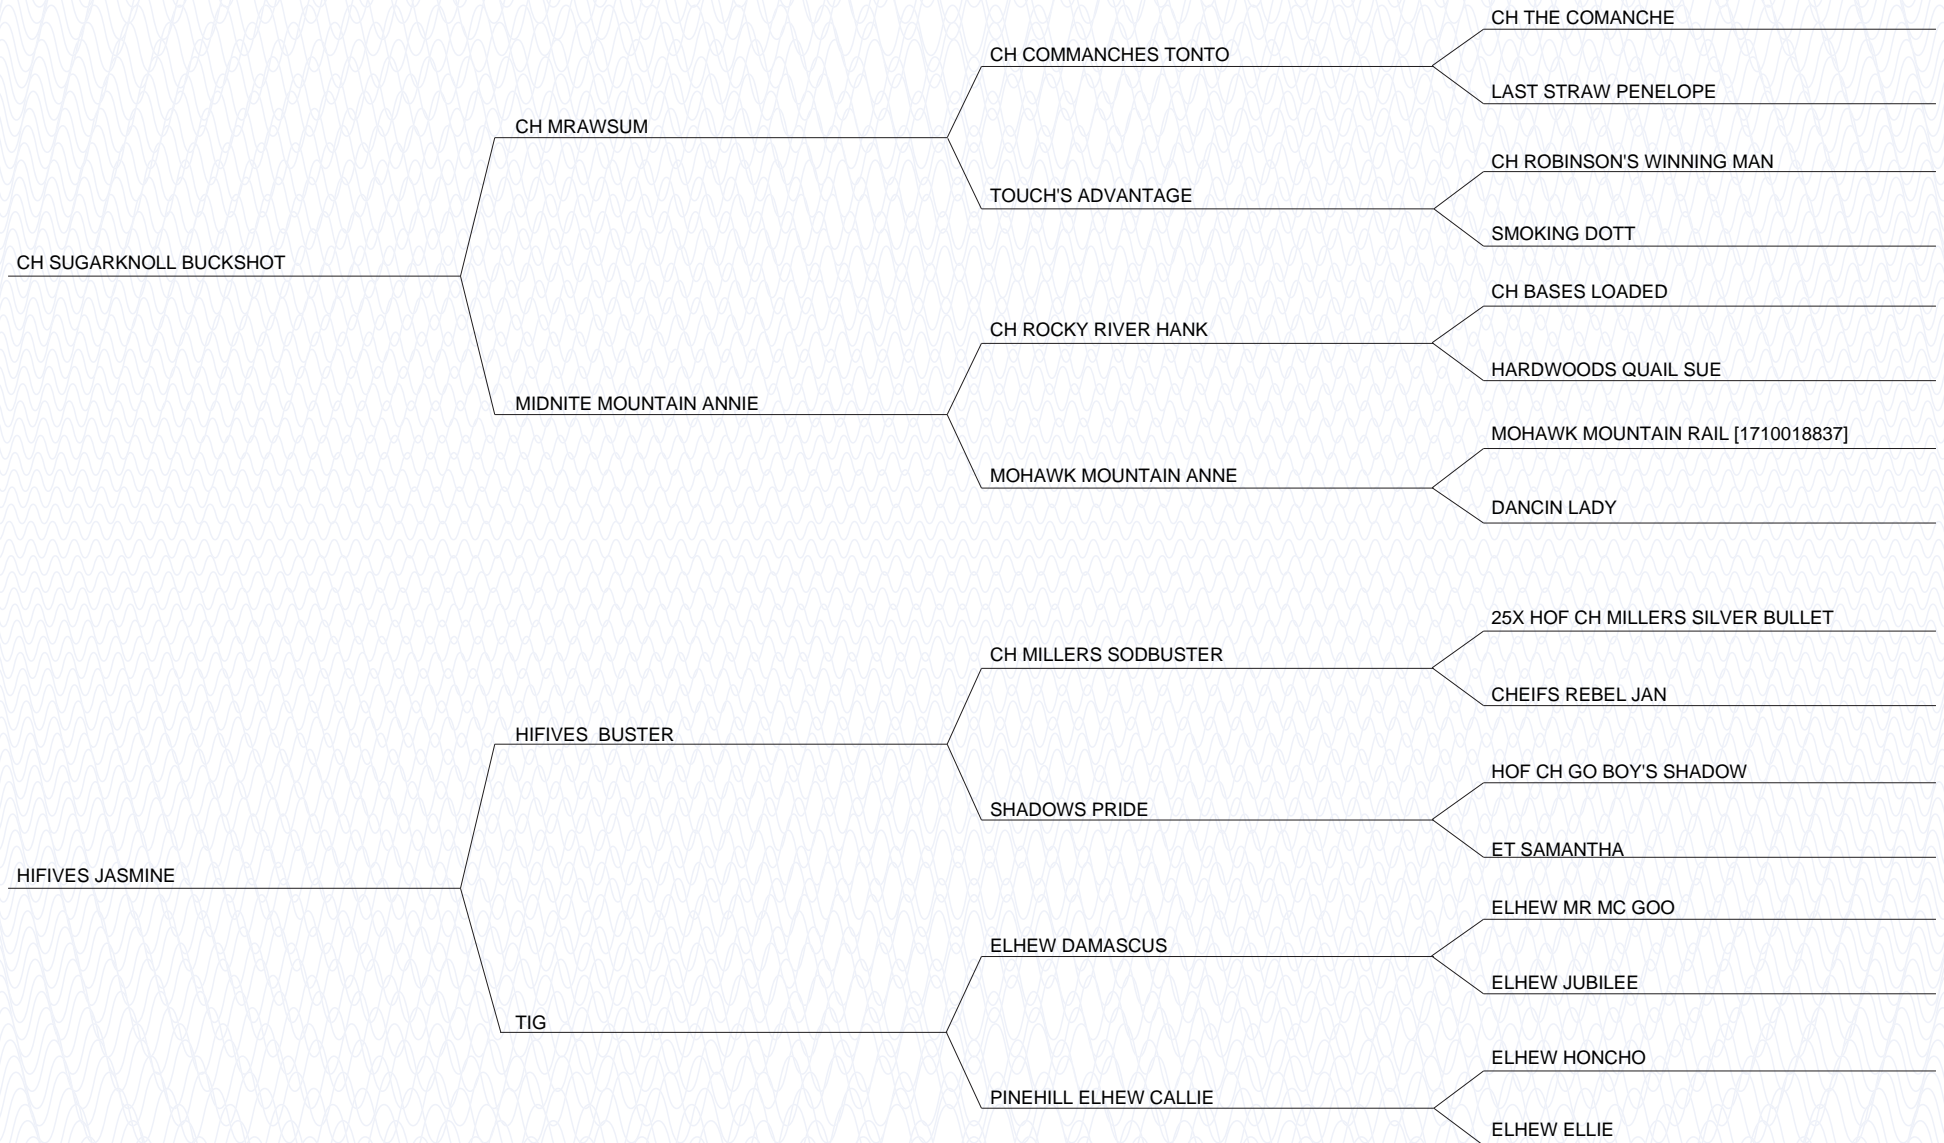 CH THE COMANCHE
CH COMMANCHES TONTO
LAST STRAW PENELOPE
CH MRAWSUM
CH ROBINSON'S WINNING MAN
TOUCH'S ADVANTAGE
SMOKING DOTT
CH SUGARKNOLL BUCKSHOT
CH BASES LOADED
CH ROCKY RIVER HANK
HARDWOODS QUAIL SUE
MIDNITE MOUNTAIN ANNIE
MOHAWK MOUNTAIN RAIL [1710018837]
MOHAWK MOUNTAIN ANNE
DANCIN LADY
25X HOF CH MILLERS SILVER BULLET
CH MILLERS SODBUSTER
CHEIFS REBEL JAN
HIFIVES  BUSTER
HOF CH GO BOY'S SHADOW
SHADOWS PRIDE
ET SAMANTHA
HIFIVES JASMINE
ELHEW MR MC GOO
ELHEW DAMASCUS
ELHEW JUBILEE
TIG
ELHEW HONCHO
PINEHILL ELHEW CALLIE
ELHEW ELLIE